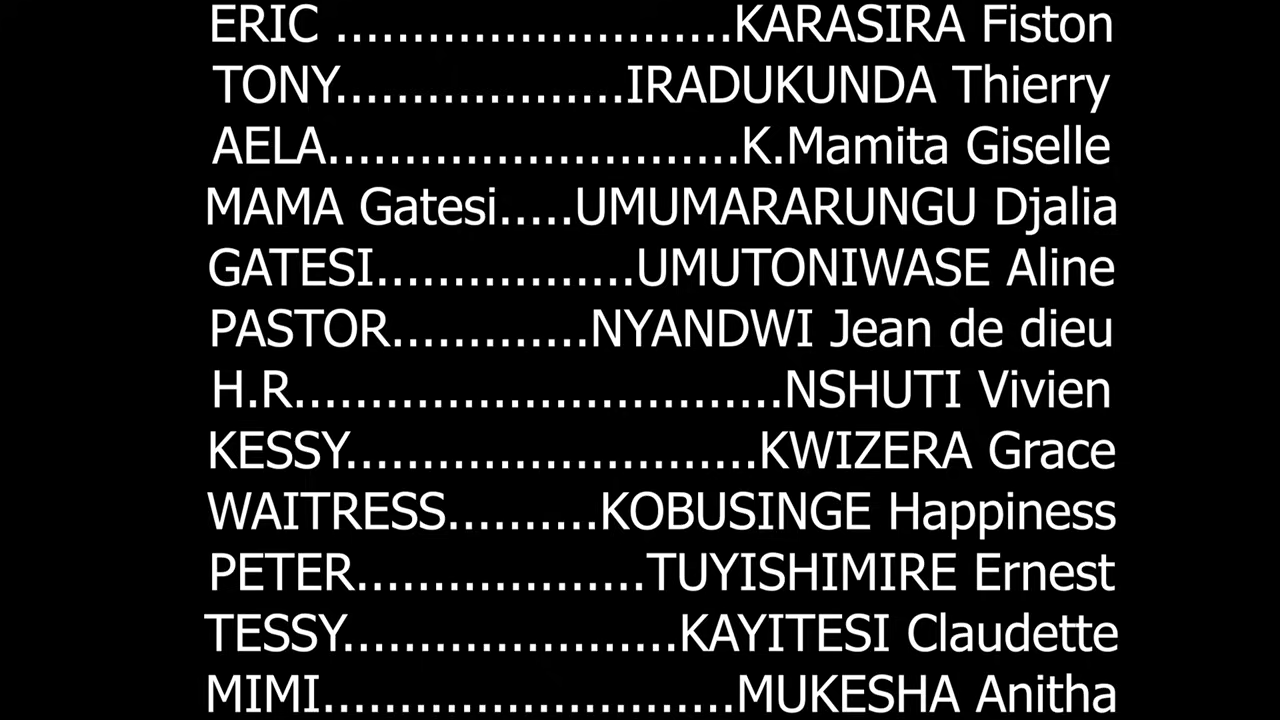 ERIC ..........................KARASIRA Fiston
TONY...................IRADUKUNDA Thierry
AELA...........................K.Mamita Giselle
MAMA Gatesi.....UMUMARARUNGU Djalia
GATESI.................UMUTONIWASE Aline
PASTOR.............NYANDWI Jean de dieu
H.R................................NSHUTI Vivien
KESSY...........................KWIZERA Grace
WAITRESS..........KOBUSINGE Happiness
PETER...................TUYISHIMIRE Ernest
TESSY......................KAYITESI Claudette
MIMI...........................MUKESHA Anitha